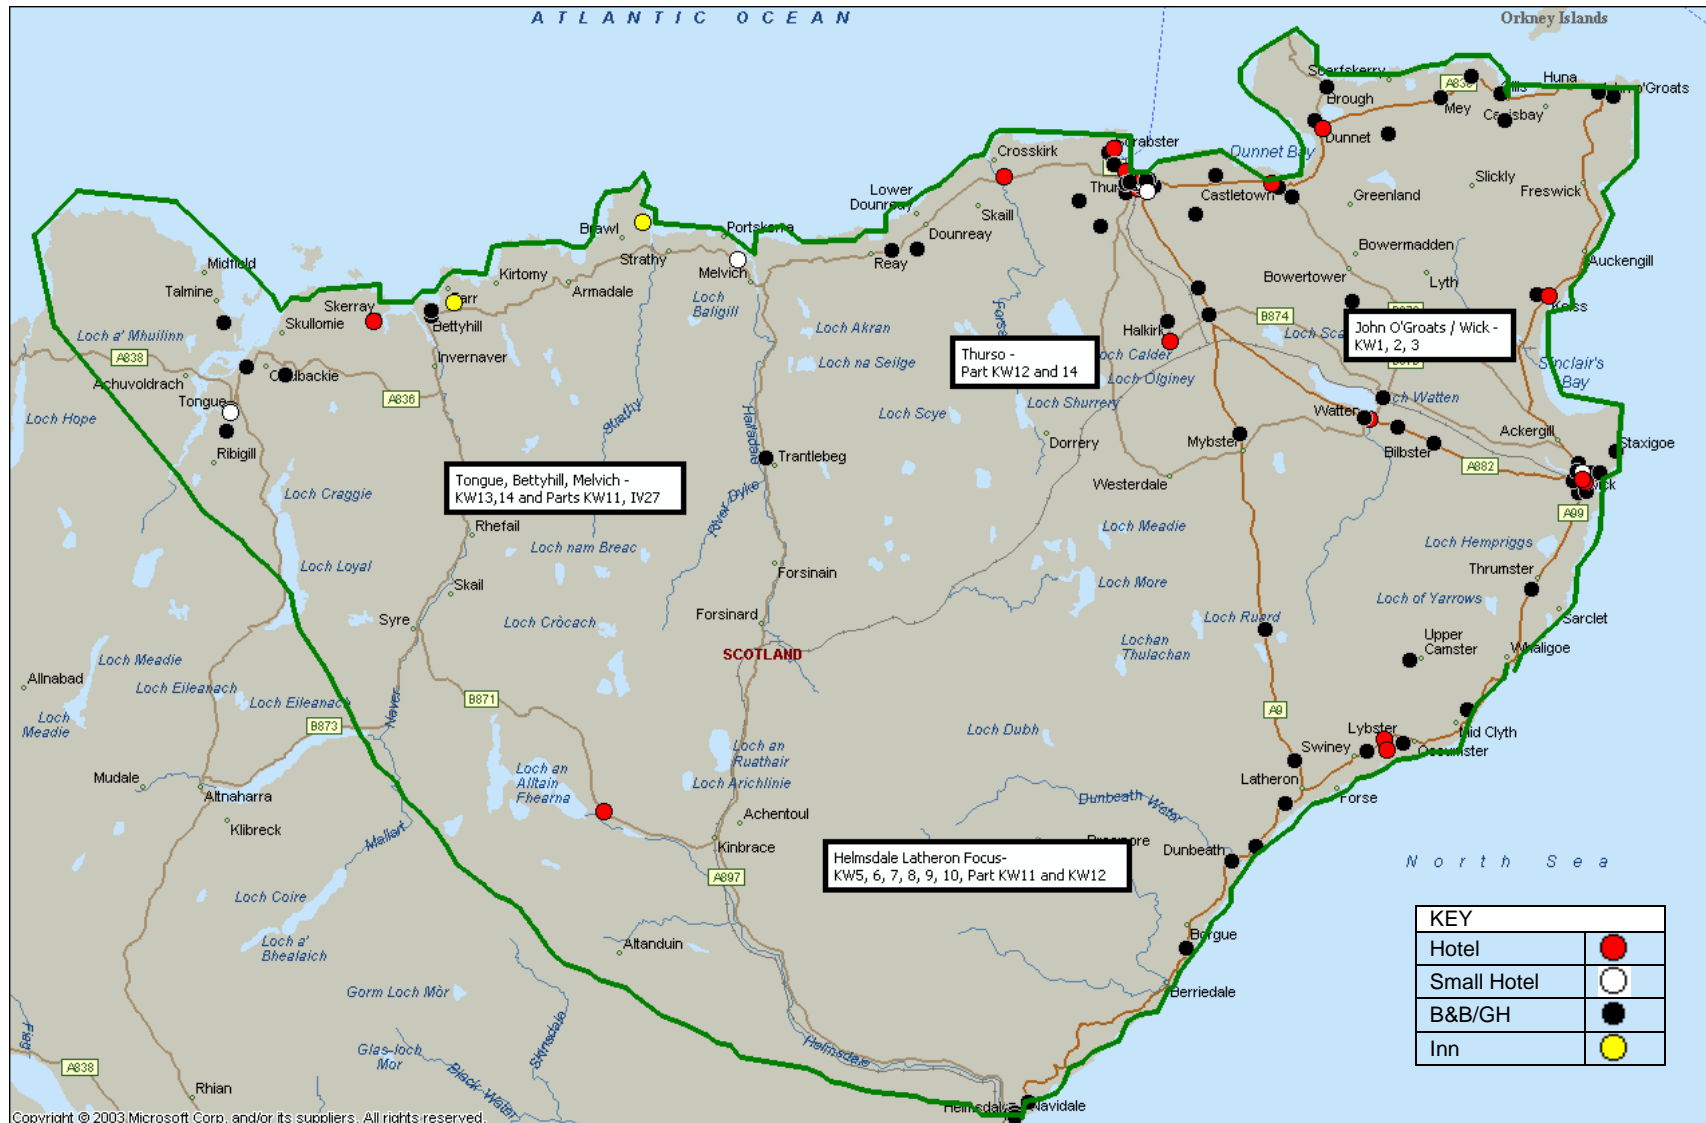 ATLANTIC OCEAN
Orkney Islands
Scarfskerry
Huna
Brough
Mey
Dunnet
Crosskirk
Dunnet Bay
Castletown
Greenland
Slickly
Freswick
Lower
Dounreay
Skaill
Dounreay
Reay
Portskerra
Brawl
Strathy
Melvich
Kirtomy
Armadale
Midfield
Talmine
Skerray
Skullomie
Bettyhill
Invernaver
Loch a' Mhuilinn
A838
Achuvoldrach
Tongue
Ribigill
A836
Loch Hope
Loch
Baligill
Loch Akran
Loch na Seilge
Loch Scye
Bowermadden
Bowertower
Lyth
Auckengill
Keiss
B874
Halkirk
Loch Calder
Loch Olginey
Loch Shurrery
Dorrery
Thurso -
Part KW12 and 14
John O'Groats / Wick -
KW1, 2, 3
Sinclair's
Bay
Watten
Bilbster
Ackergill
Staxigoe
A882
A99
Mybster
Westerdale
Loch Meadie
Loch More
Loch Hempriggs
Thrumster
Loch of Yarrows
Sarclet
Whaligoe
Upper
Camster
Loch Ruard
Lochan
Thulachan
Strathy
Halladale
Trantlebeg
River Dyke
Tongue, Bettyhill, Melvich -
KW13,14 and Parts KW11, IV27
Loch Craggie
Rhefail
Loch nam Breac
Loch Loyal
Skail
Syre
Loch Cròcach
Forsinain
Forsinard
SCOTLAND
Loch Meadie
Allnabad
Loch Eileanach
Loch Eileanach
Loch
Meadie
B873
B871
Naver
Loch Dubh
Loch an
Ruathair
Loch Arichlinie
A9
Lybster
Mid Clyth
Occumster
Swiney
Latheron
Forse
Mudale
Altnaharra
Klibreck
Mallart
Loch an
Alltain
Fhearna
Achentoul
Kinbrace
A897
Dunbeath Water
Dunbeath
Helmsdale Latheron Focus-
KW5, 6, 7, 8, 9, 10, Part KW11 and KW12
North Sea
Loch Coire
Loch a'
Bhealaich
Altanduin
Borgue
Berriedale
Gorm Loch Mòr
Glas-loch
Mor
Skinsdale
Black Water
Fiag
A838
Rhian
Helmsdale
Helmsdale
Navidale
KEY
Hotel
Small Hotel
B&B/GH
Inn
Copyright © 2003 Microsoft Corp. and/or its suppliers. All rights reserved.